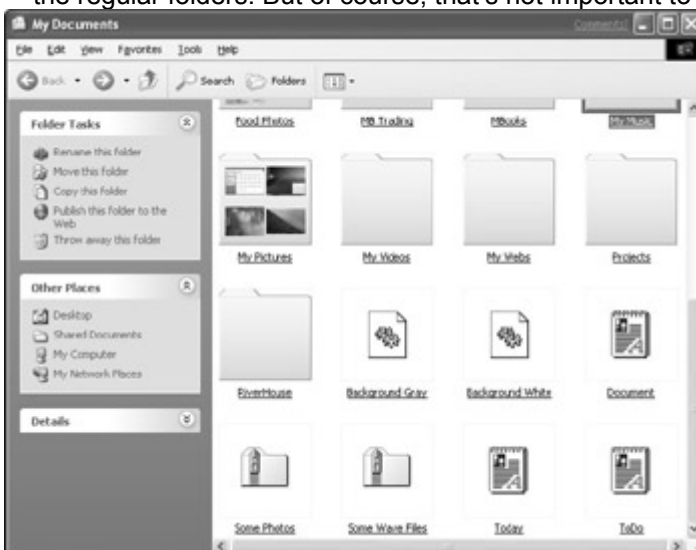 the regular folders. But of course, that's not important to
My Documents
Comments!
File Edit View Favorites Tools Help
Back Search Folders
Folder Tasks
Rename this folder
Move this folder
Copy this folder
Publish this folder to the
Web
Throw away this folder
Other Places
Desktop
Shared Documents
My Computer
My Network Places
Details
Food Photos MB Trading MBooks My Music
My Pictures My Videos My Webs Projects
RiverHouse Background Gray Background White Document
Some Photos Some Wave Files Today ToDo